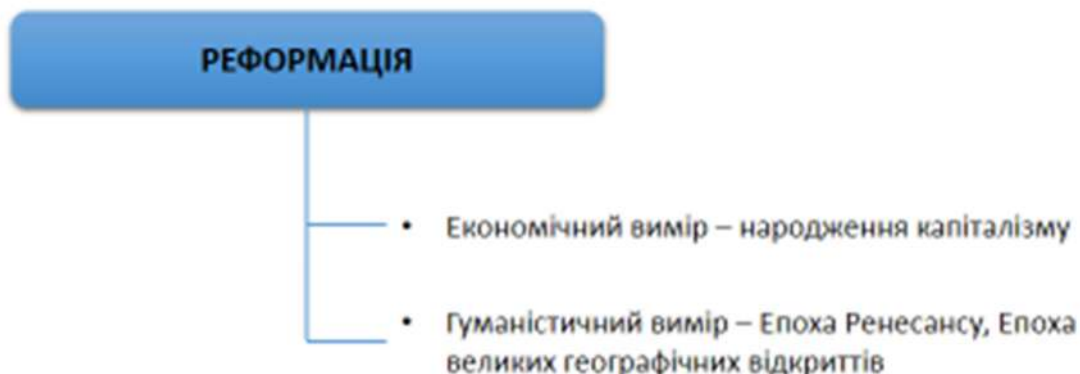 РЕФОРМАЦІЯ
• Економічний вимір – народження капіталізму
• Гуманістичний вимір – Епоха Ренесансу, Епоха
великих географічних відкриттів